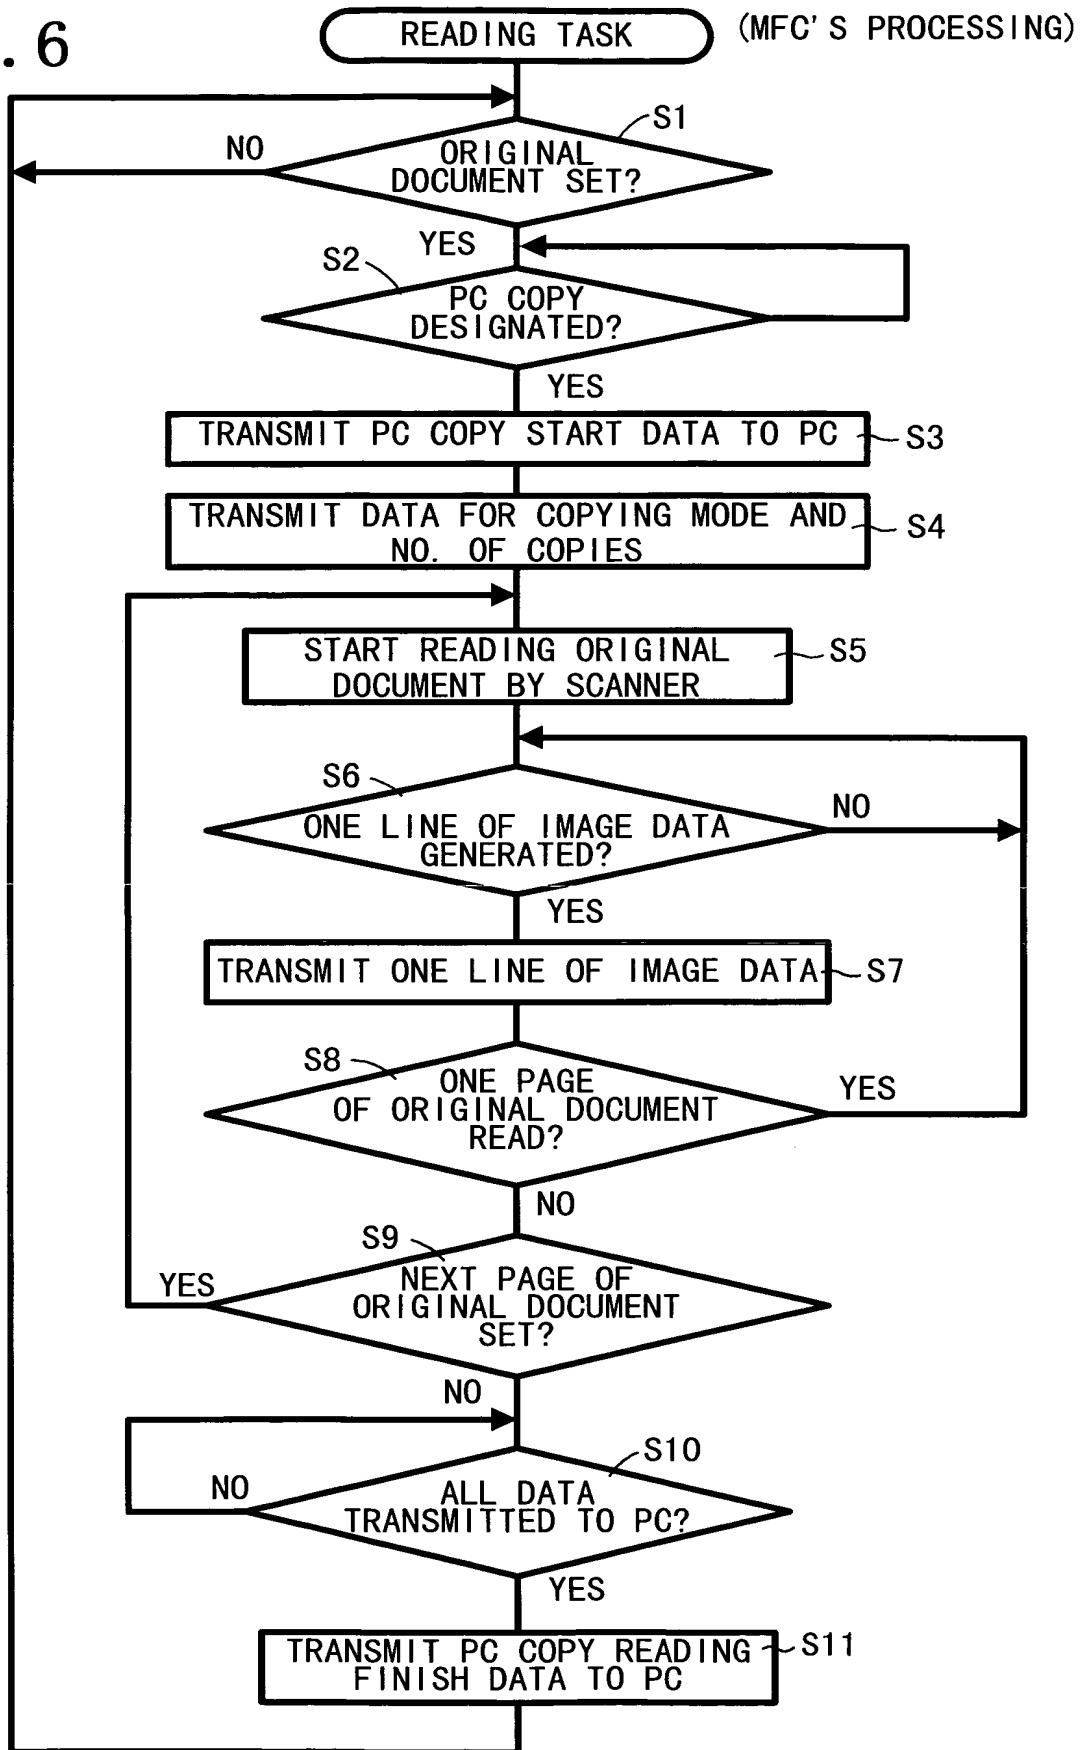 . 6
READING TASK
(MFC'S PROCESSING)
S1
NO
ORIGINAL
DOCUMENT SET?
YES
S2
PC COPY
DESIGNATED?
YES
TRANSMIT PC COPY START DATA TO PC
S3
TRANSMIT DATA FOR COPYING MODE AND
NO. OF COPIES
S4
START READING ORIGINAL
DOCUMENT BY SCANNER
S5
S6
NO
ONE LINE OF IMAGE DATA
GENERATED?
YES
TRANSMIT ONE LINE OF IMAGE DATA
S7
S8
ONE PAGE
OF ORIGINAL DOCUMENT
READ?
YES
NO
S9
YES
NEXT PAGE OF
ORIGINAL DOCUMENT
SET?
NO
S10
NO
ALL DATA
TRANSMITTED TO PC?
YES
TRANSMIT PC COPY READING
FINISH DATA TO PC
S11